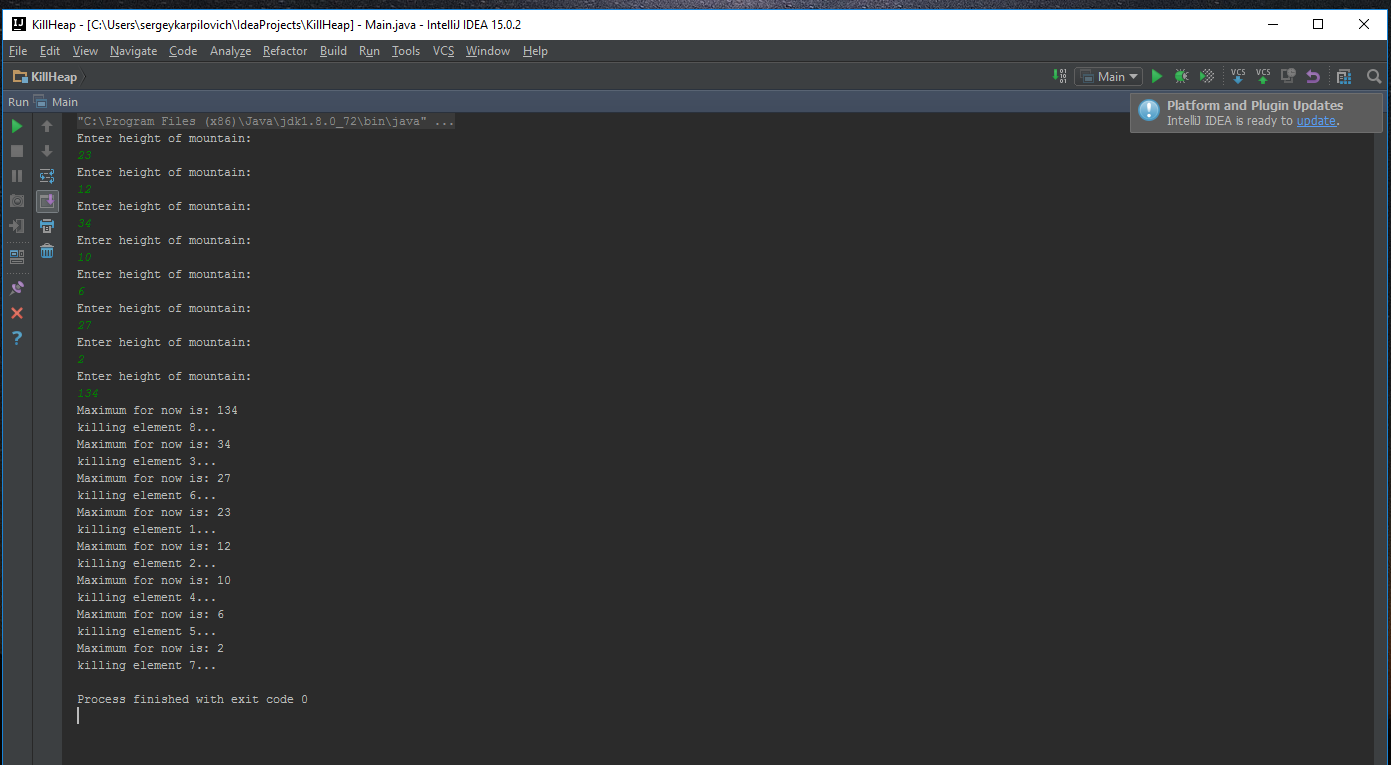 KillHeap - [C:\Users\sergeykarpilovich\IdeaProjects\KillHeap] - Main.java - IntelliJ IDEA 15.0.2
File Edit View Navigate Code Analyze Refactor Build Run Tools VCS Window Help
KillHeap Main VCS VCS
Run Main
Platform and Plugin Updates
IntelliJ IDEA is ready to update.
"C:\Program Files (x86)\Java\jdk1.8.0_72\bin\java" ...
Enter height of mountain:
23
Enter height of mountain:
12
Enter height of mountain:
34
Enter height of mountain:
10
Enter height of mountain:
6
Enter height of mountain:
27
Enter height of mountain:
2
Enter height of mountain:
134
Maximum for now is: 134
killing element 8...
Maximum for now is: 34
killing element 3...
Maximum for now is: 27
killing element 6...
Maximum for now is: 23
killing element 1...
Maximum for now is: 12
killing element 2...
Maximum for now is: 10
killing element 4...
Maximum for now is: 6
killing element 5...
Maximum for now is: 2
killing element 7...
Process finished with exit code 0